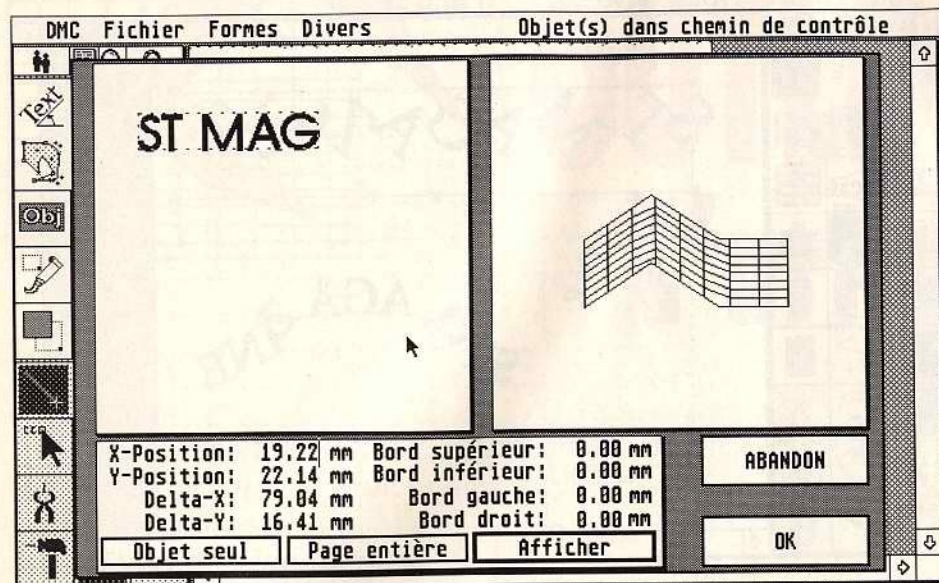 DMC Fichier Formes Divers Objet(s) dans chemin de contrôle
Text
Obj
ST MAG
X-Position: 19.22 mm Bord supérieur: 0.00 mm
Y-Position: 22.14 mm Bord inférieur: 0.00 mm
Delta-X: 79.04 mm Bord gauche: 0.00 mm
Delta-Y: 16.41 mm Bord droit: 0.00 mm
Objet seul Page entière Afficher
ABANDON
OK